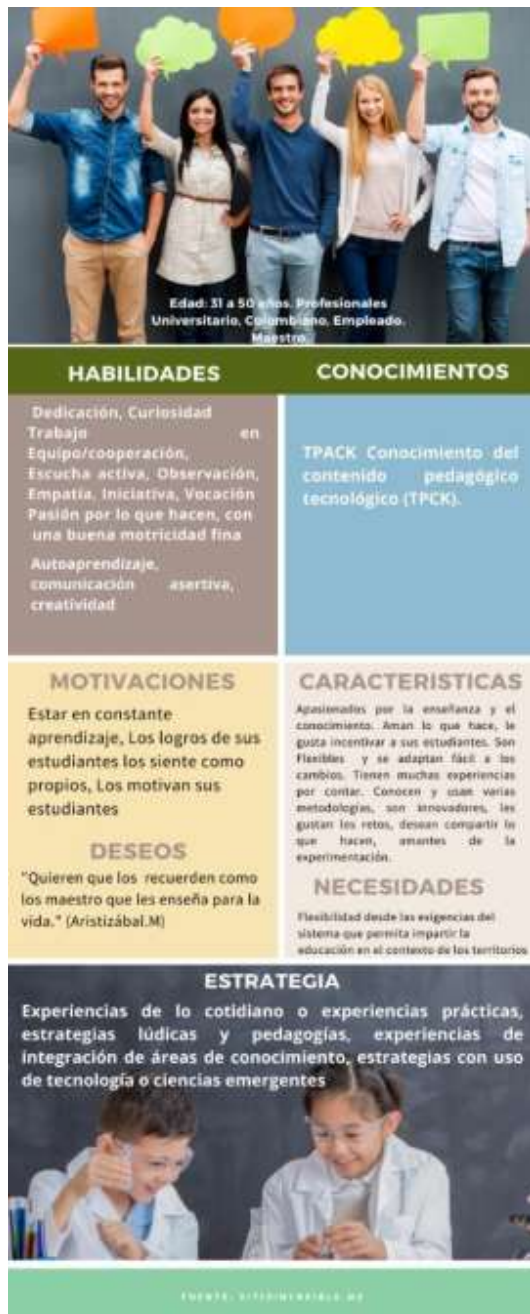 Edad: 31 a 50 años. Profesionales
Universitario, Colombiano. Empleado.
Maestro.
HABILIDADES
Dedicación, Curiosidad
Trabajo en
Equipo/cooperación,
Escucha activa, Observación,
Empatía, Iniciativa, Vocación
Pasión por lo que hacen, con
una buena motricidad fina
Autoaprendizaje,
comunicación asertiva,
creatividad
CONOCIMIENTOS
TPACK Conocimiento del
contenido pedagógico
tecnológico (TPCK).
MOTIVACIONES
Estar en constante
aprendizaje, Los logros de sus
estudiantes los siente como
propios, Los motivan sus
estudiantes
DESEOS
"Quieren que los recuerden como
los maestro que les enseña para la
vida." (Aristizábal.M)
CARACTERISTICAS
Apasionados por la enseñanza y el
conocimiento. Aman lo que hace, le
gusta incentivar a sus estudiantes. Son
Flexibles y se adaptan fácil a los
cambios. Tienen muchas experiencias
por contar. Conocen y usan varias
metodologías, son innovadores, les
gustan los retos, desean compartir lo
que hacen, amantes de la
experimentación.
NECESIDADES
Flexibilidad desde las exigencias del
sistema que permita impartir la
educación en el contexto de los territorios
ESTRATEGIA
Experiencias de lo cotidiano o experiencias prácticas,
estrategias lúdicas y pedagogías, experiencias de
integración de áreas de conocimiento, estrategias con uso
de tecnología o ciencias emergentes
FUENTE: